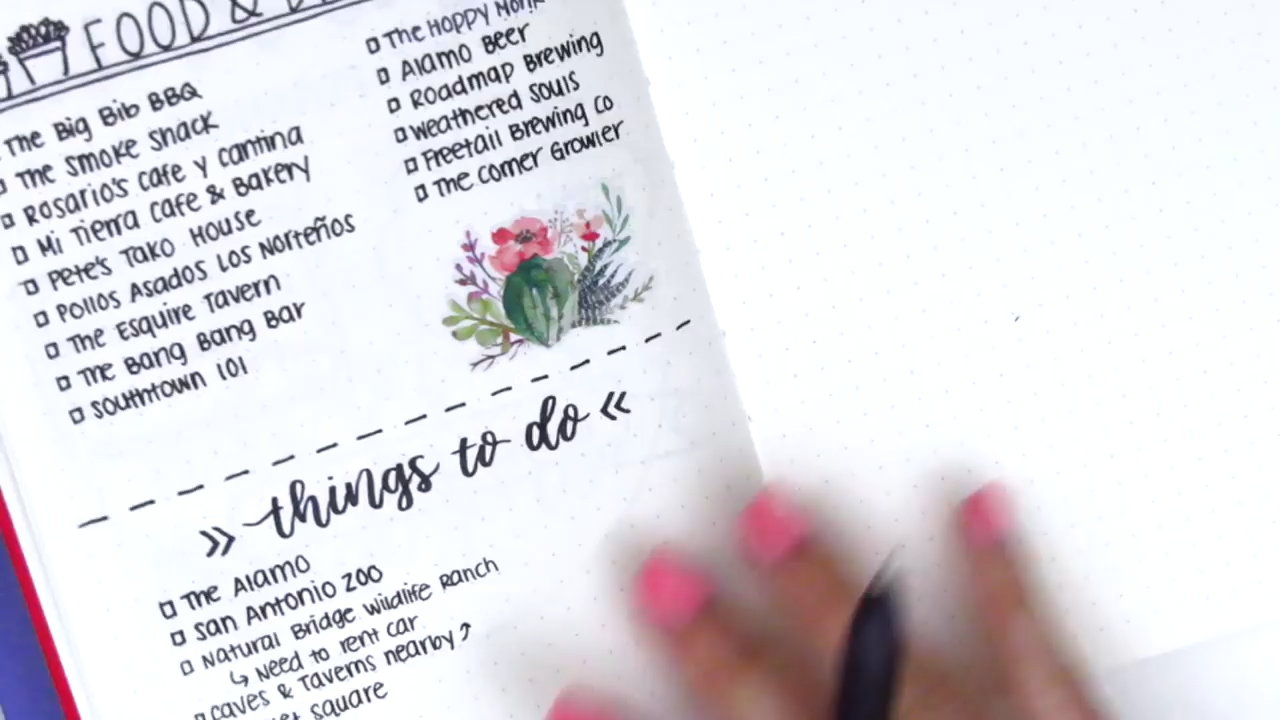 FOOD &
The Big Bib BBQ
The Smoke Shack
Rosario's Cafe y Cantina
Mi Tierra Cafe & Bakery
Pete's Tako House
Pollos Asados Los Norteños
The Esquire Tavern
The Bang Bang Bar
Southtown 101
The Hoppy Monk
Alamo Beer
Roadmap Brewing
Weathered Souls
Freetail Brewing Co
The Corner Growler
» things to do «
The Alamo
San Antonio Zoo
Natural Bridge Wildlife Ranch
↳ Need to rent car
Caves & Taverns nearby ↗
square